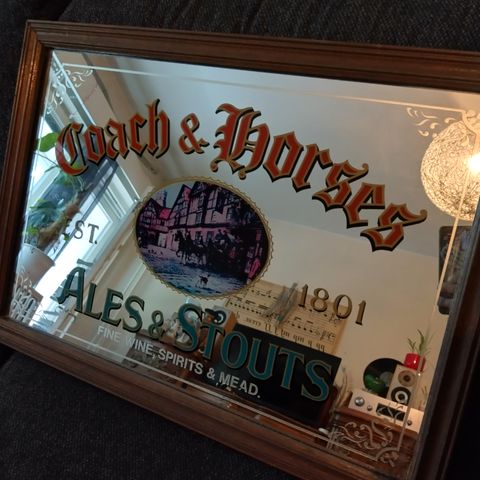 Coach & Horses
EST. 1801
ALES & STOUTS
FINE WINE, SPIRITS & MEAD.